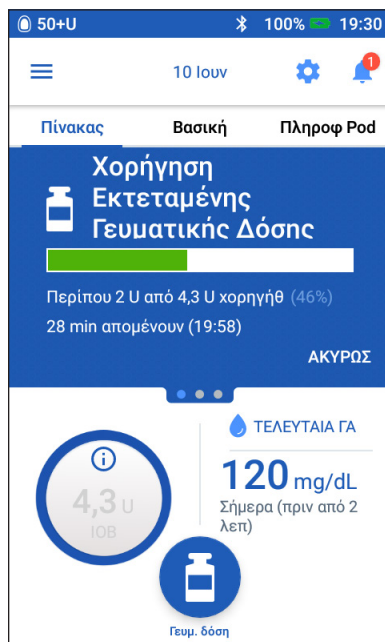 50+U 100% 19:30
10 Ιουν 1
Πίνακας Βασική Πληροφ Pod
Χορήγηση
Εκτεταμένης
Γευματικής Δόσης
Περίπου 2 U από 4,3 U χορηγήθ (46%)
28 min απομένουν (19:58)
ΑΚΥΡΩΣ
ΤΕΛΕΥΤΑΙΑ ΓΑ
120 mg/dL
Σήμερα (πριν από 2
λεπ)
4,3 U
IOB
Γευμ. δόση